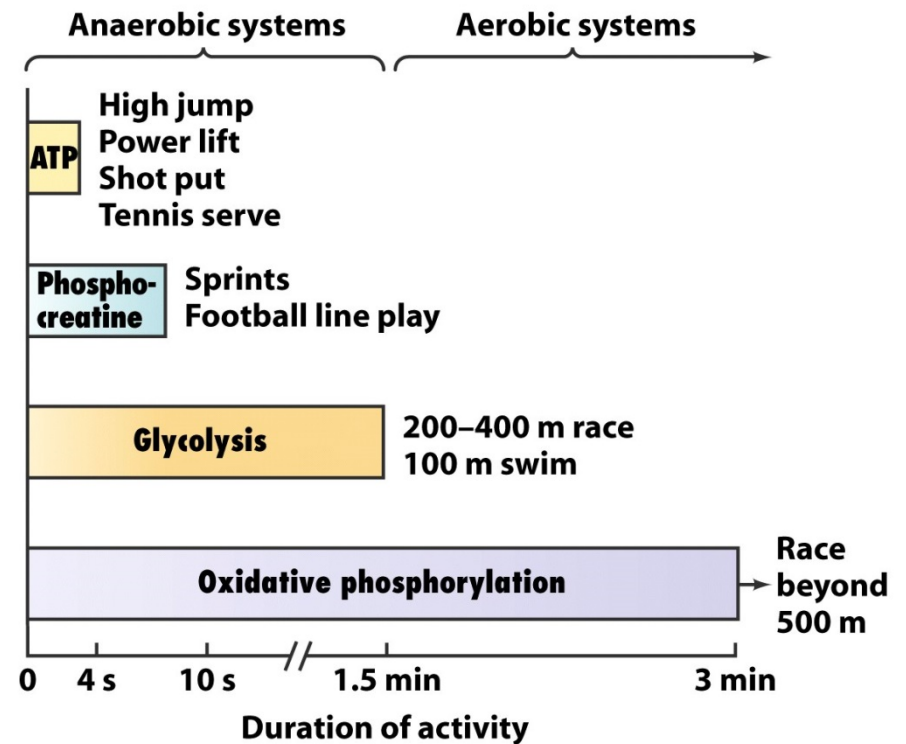 Anaerobic systems
Aerobic systems
ATP
High jump
Power lift
Shot put
Tennis serve
Phospho-
creatine
Sprints
Football line play
Glycolysis
200–400 m race
100 m swim
Oxidative phosphorylation
Race
beyond
500 m
0 4 s 10 s 1.5 min 3 min
Duration of activity